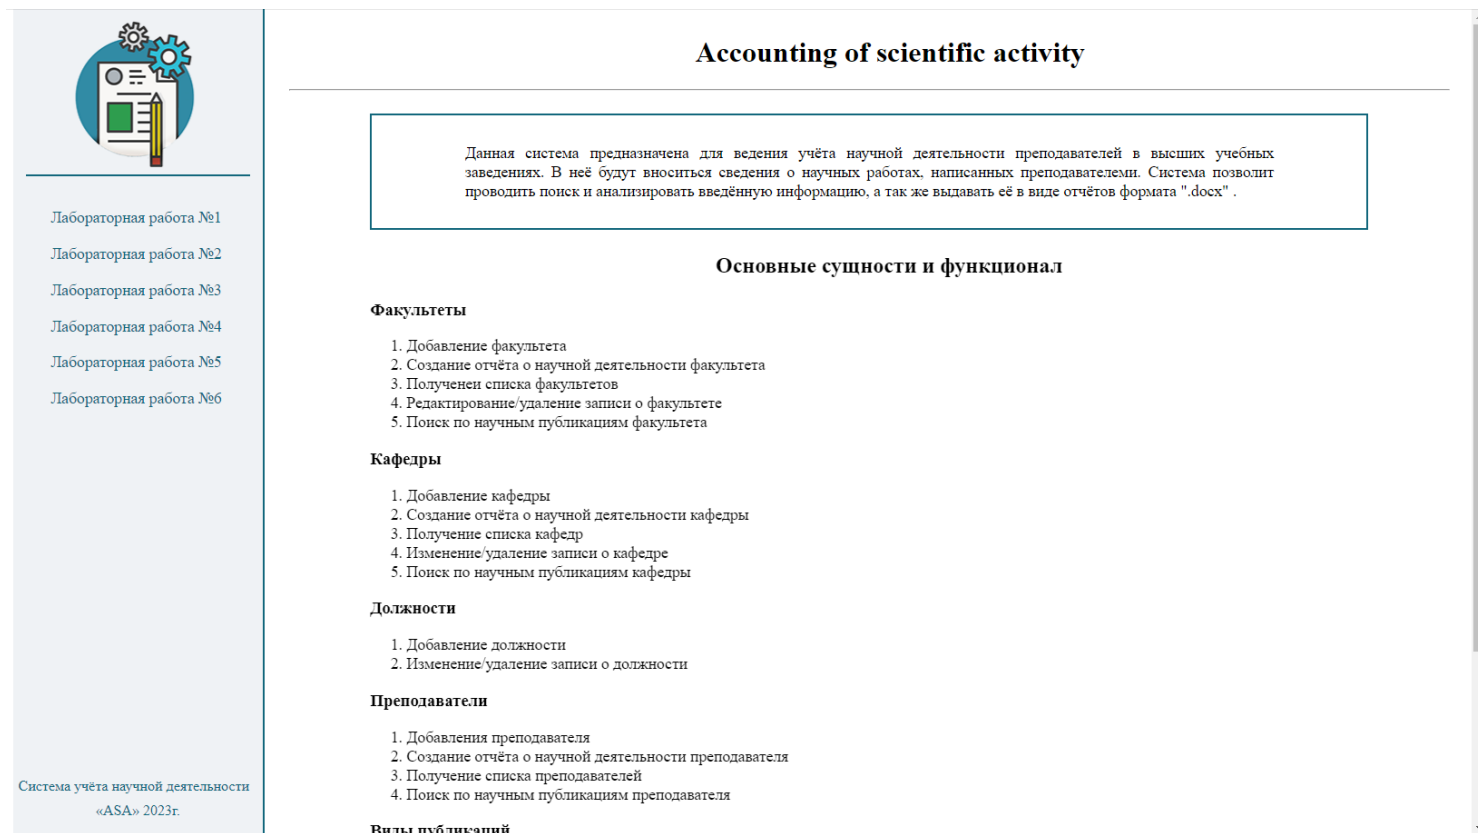 Accounting of scientific activity
Данная система предназначена для ведения учёта научной деятельности преподавателей в высших учебных
заведениях. В неё будут вноситься сведения о научных работах, написанных преподавателеми. Система позволит
проводить поиск и анализировать введённую информацию, а так же выдавать её в виде отчётов формата ".docx" .
Лабораторная работа №1
Лабораторная работа №2
Лабораторная работа №3
Лабораторная работа №4
Лабораторная работа №5
Лабораторная работа №6
Основные сущности и функционал
Факультеты
1. Добавление факультета
2. Создание отчёта о научной деятельности факультета
3. Полученеи списка факультетов
4. Редактирование/удаление записи о факультете
5. Поиск по научным публикациям факультета
Кафедры
1. Добавление кафедры
2. Создание отчёта о научной деятельности кафедры
3. Получение списка кафедр
4. Изменение/удаление записи о кафедре
5. Поиск по научным публикациям кафедры
Должности
1. Добавление должности
2. Изменение/удаление записи о должности
Преподаватели
1. Добавления преподавателя
2. Создание отчёта о научной деятельности преподавателя
3. Получение списка преподавателей
4. Поиск по научным публикациям преподавателя
Виды публикаций
Система учёта научной деятельности
«ASA» 2023г.